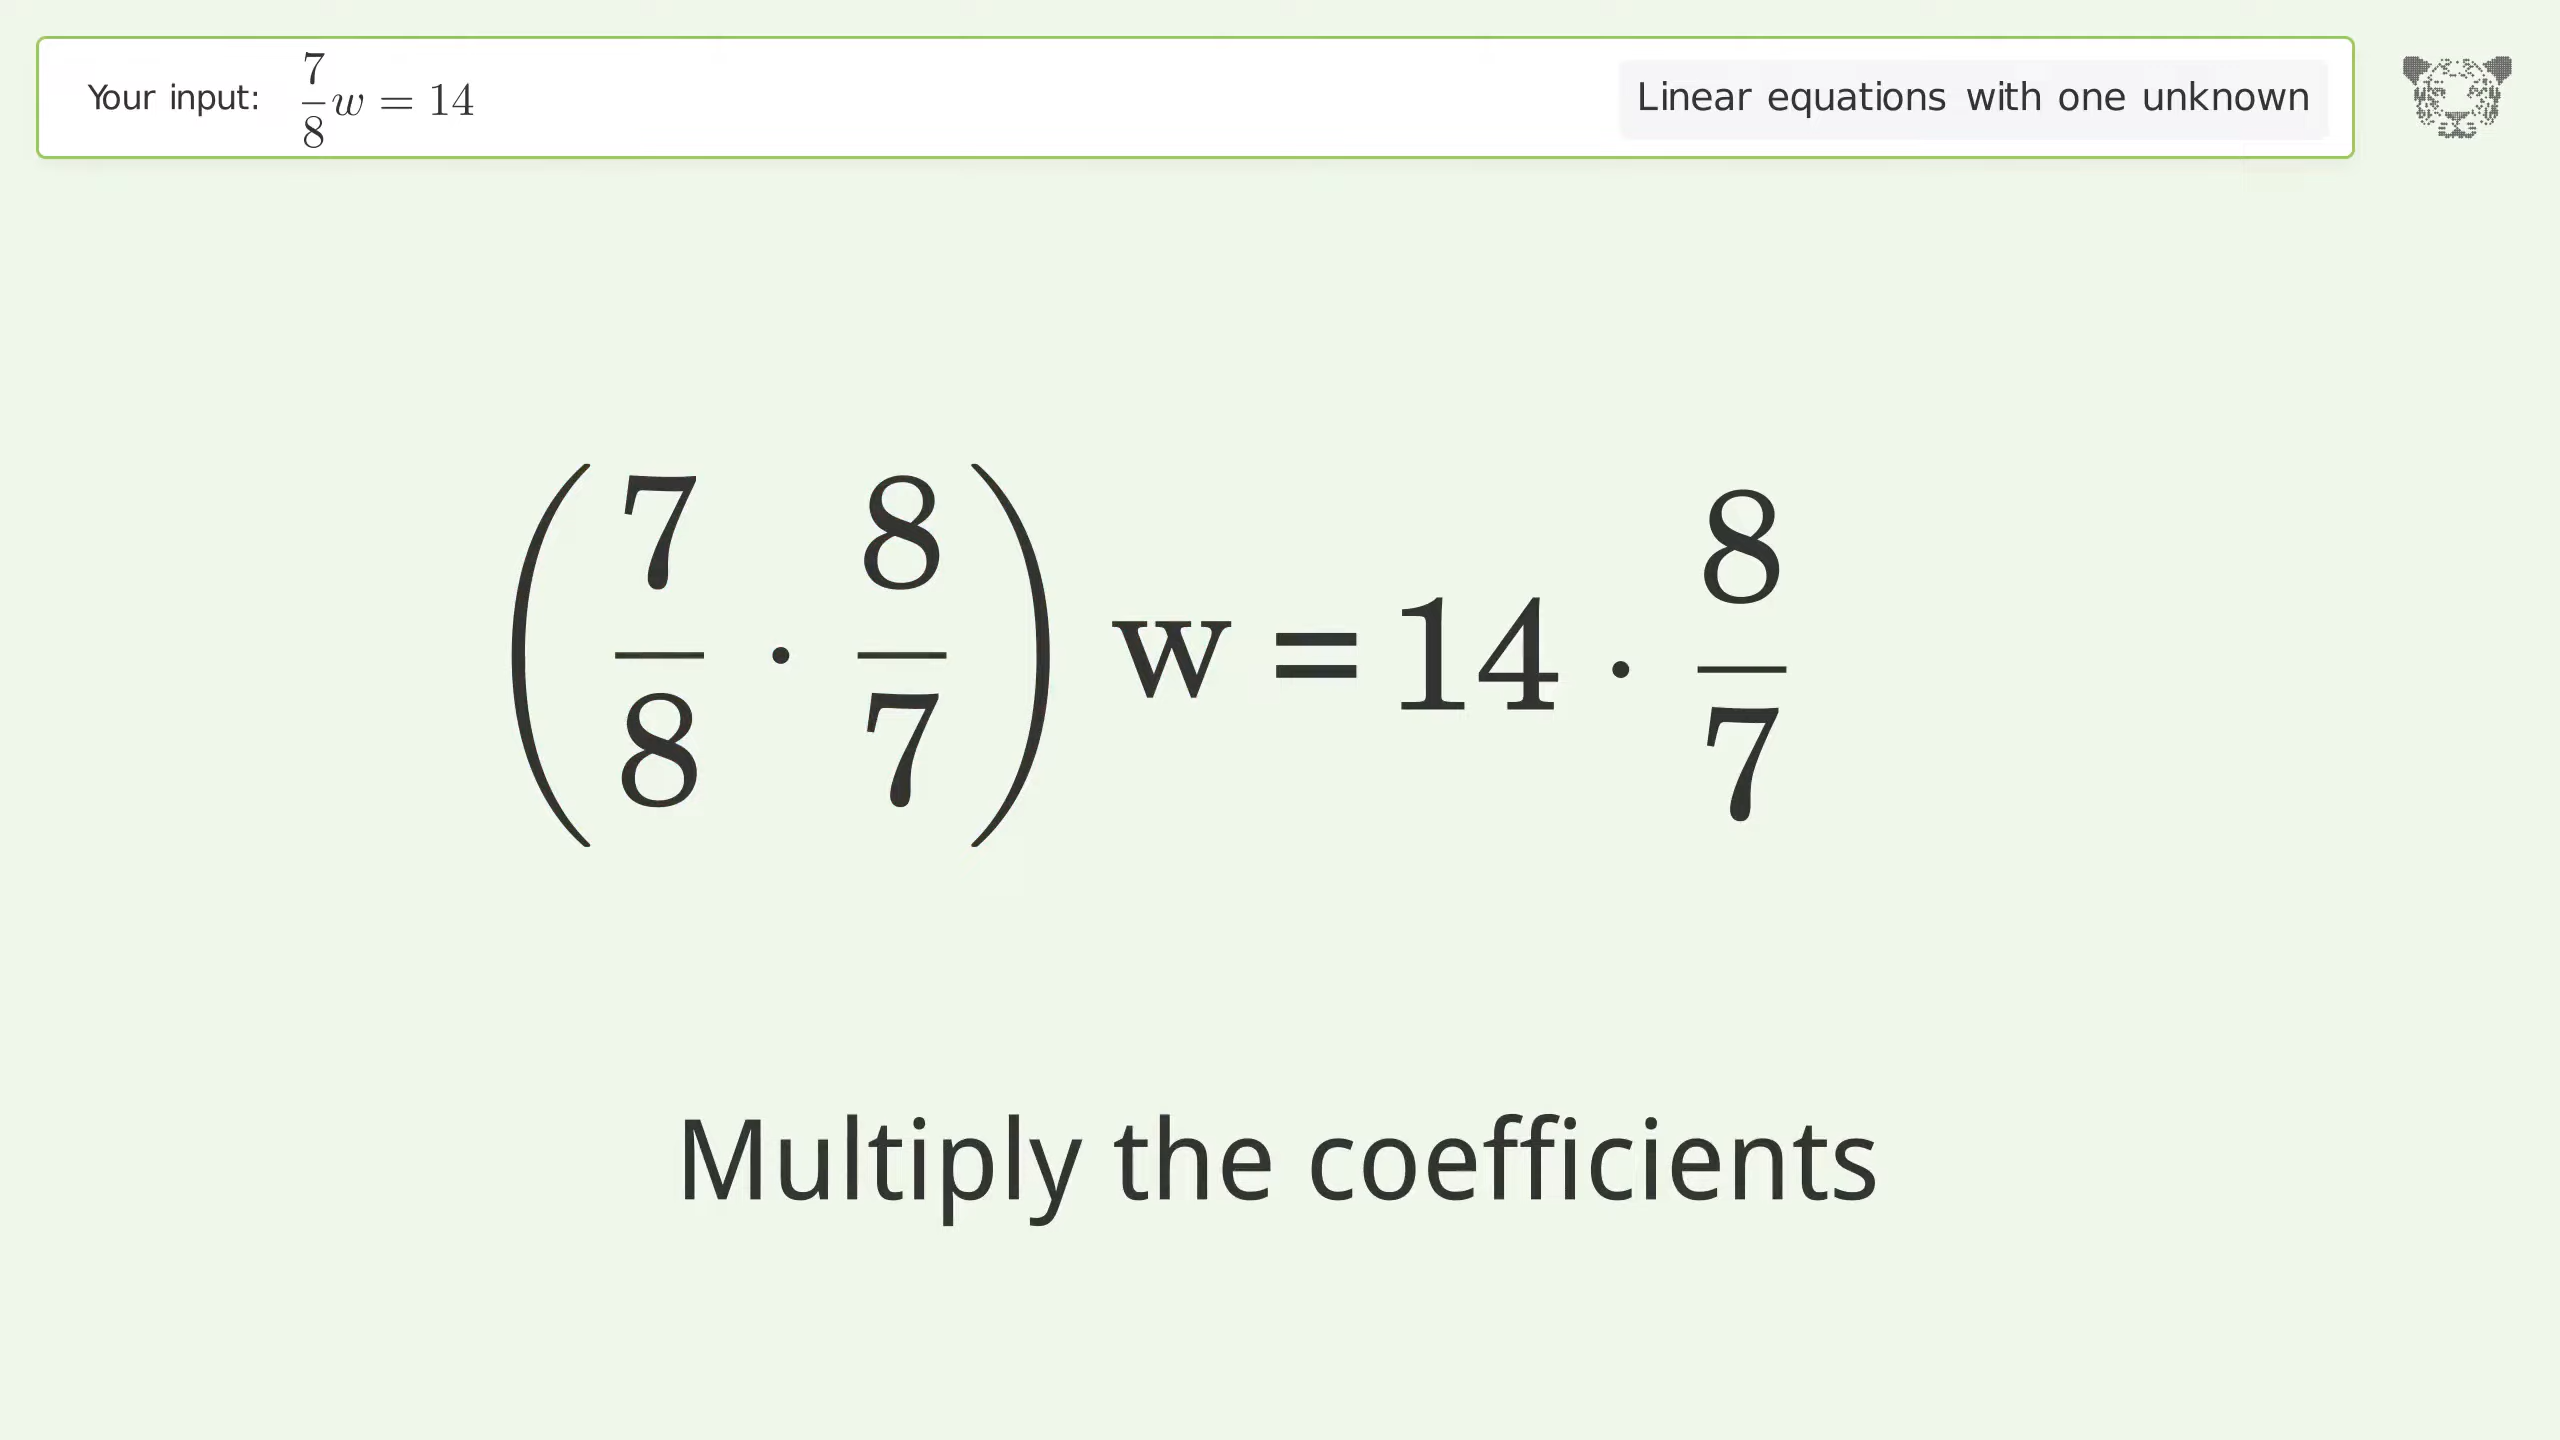 Your input: 7/8 w = 14
Linear equations with one unknown
(7/8 · 8/7) w = 14 · 8/7
Multiply the coefficients